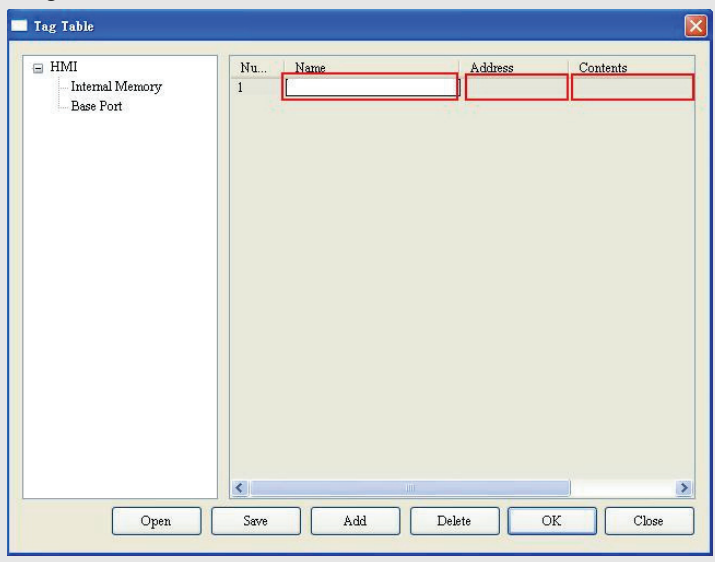 Tag Table
HMI
Internal Memory
Base Port
Nu... Name Address Contents
1
Open Save Add Delete OK Close